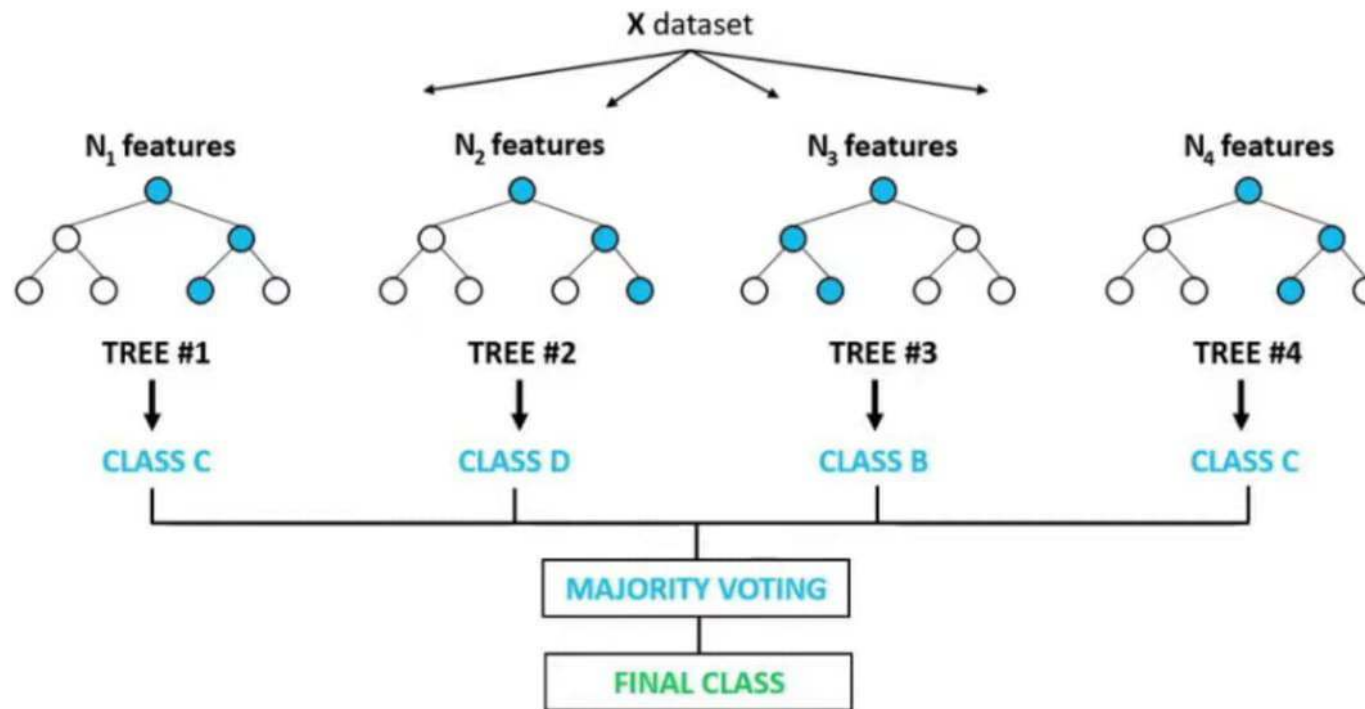 X dataset
N₁ features
N₂ features
N₃ features
N₄ features
TREE #1
TREE #2
TREE #3
TREE #4
CLASS C
CLASS D
CLASS B
CLASS C
MAJORITY VOTING
FINAL CLASS